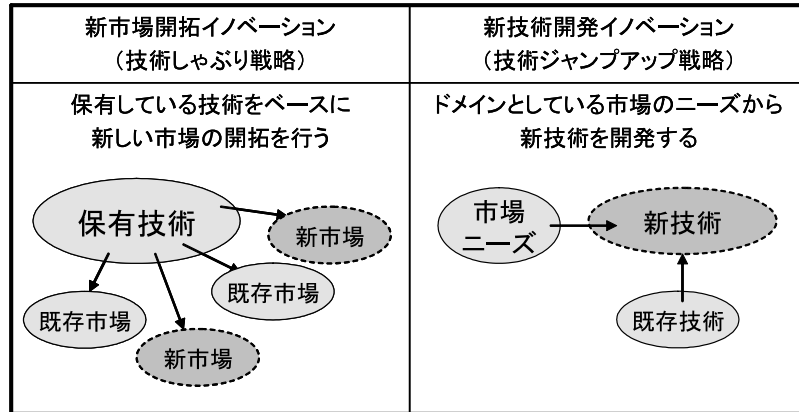 新市場開拓イノベーション
（技術しゃぶり戦略）
新技術開発イノベーション
（技術ジャンプアップ戦略）
保有している技術をベースに
新しい市場の開拓を行う
ドメインとしている市場のニーズから
新技術を開発する
保有技術
新市場
既存市場
既存市場
新市場
市場
ニーズ
新技術
既存技術